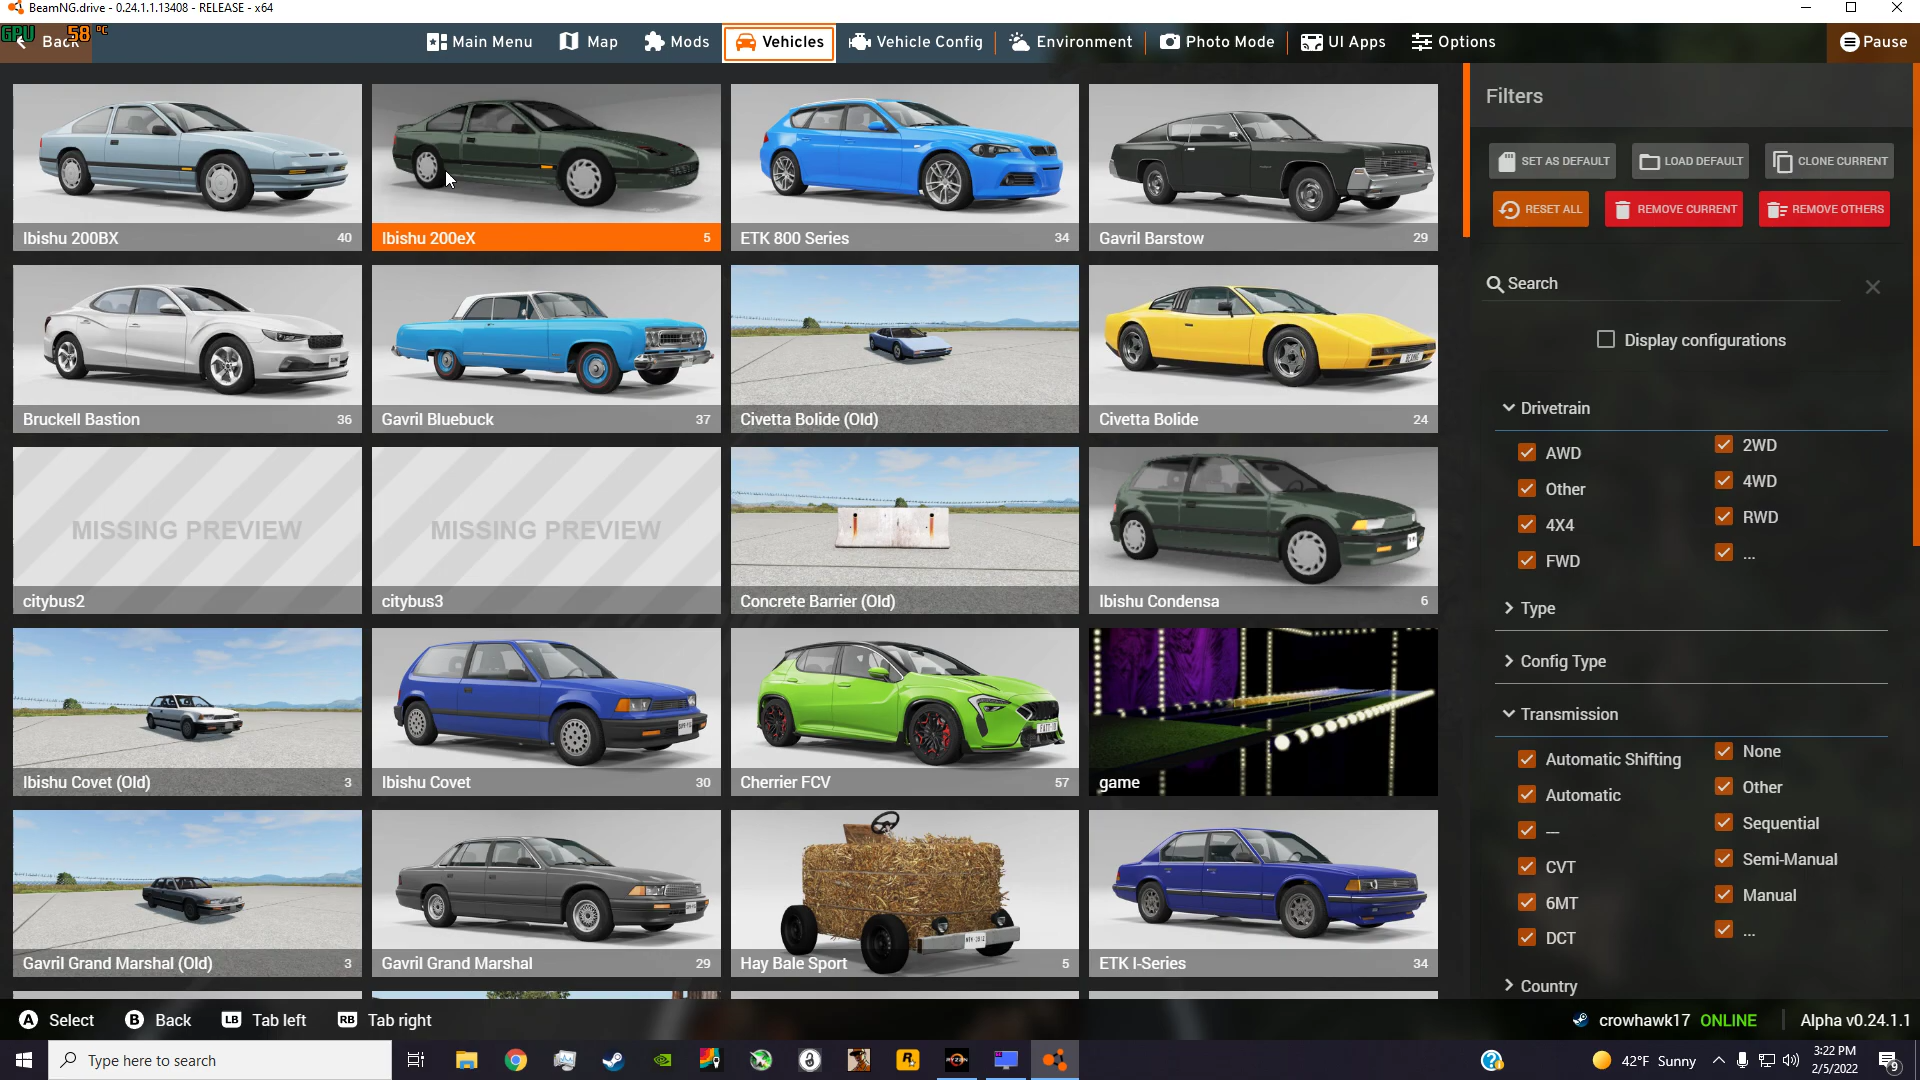 BeamNG.drive - 0.24.1.1.13408 - RELEASE - x64
GPU 58 °C
Back
Main Menu
Map
Mods
Vehicles
Vehicle Config
Environment
Photo Mode
UI Apps
Options
Pause
Ibishu 200BX 40
Ibishu 200eX 5
ETK 800 Series 34
Gavril Barstow 29
Bruckell Bastion 36
Gavril Bluebuck 37
Civetta Bolide (Old)
Civetta Bolide 24
MISSING PREVIEW
citybus2
MISSING PREVIEW
citybus3
Concrete Barrier (Old)
Ibishu Condensa 6
Ibishu Covet (Old) 3
Ibishu Covet 30
Cherrier FCV 57
game
Gavril Grand Marshal (Old) 3
Gavril Grand Marshal 29
Hay Bale Sport 5
ETK I-Series 34
Filters
SET AS DEFAULT
LOAD DEFAULT
CLONE CURRENT
RESET ALL
REMOVE CURRENT
REMOVE OTHERS
Search
Display configurations
Drivetrain
AWD
2WD
Other
4WD
4X4
RWD
FWD
...
Type
Config Type
Transmission
Automatic Shifting
None
Automatic
Other
---
Sequential
CVT
Semi-Manual
6MT
Manual
DCT
...
Country
A Select
B Back
LB Tab left
RB Tab right
crowhawk17 ONLINE
Alpha v0.24.1.1
Type here to search
RYZEN
42°F Sunny
3:22 PM
2/5/2022
9